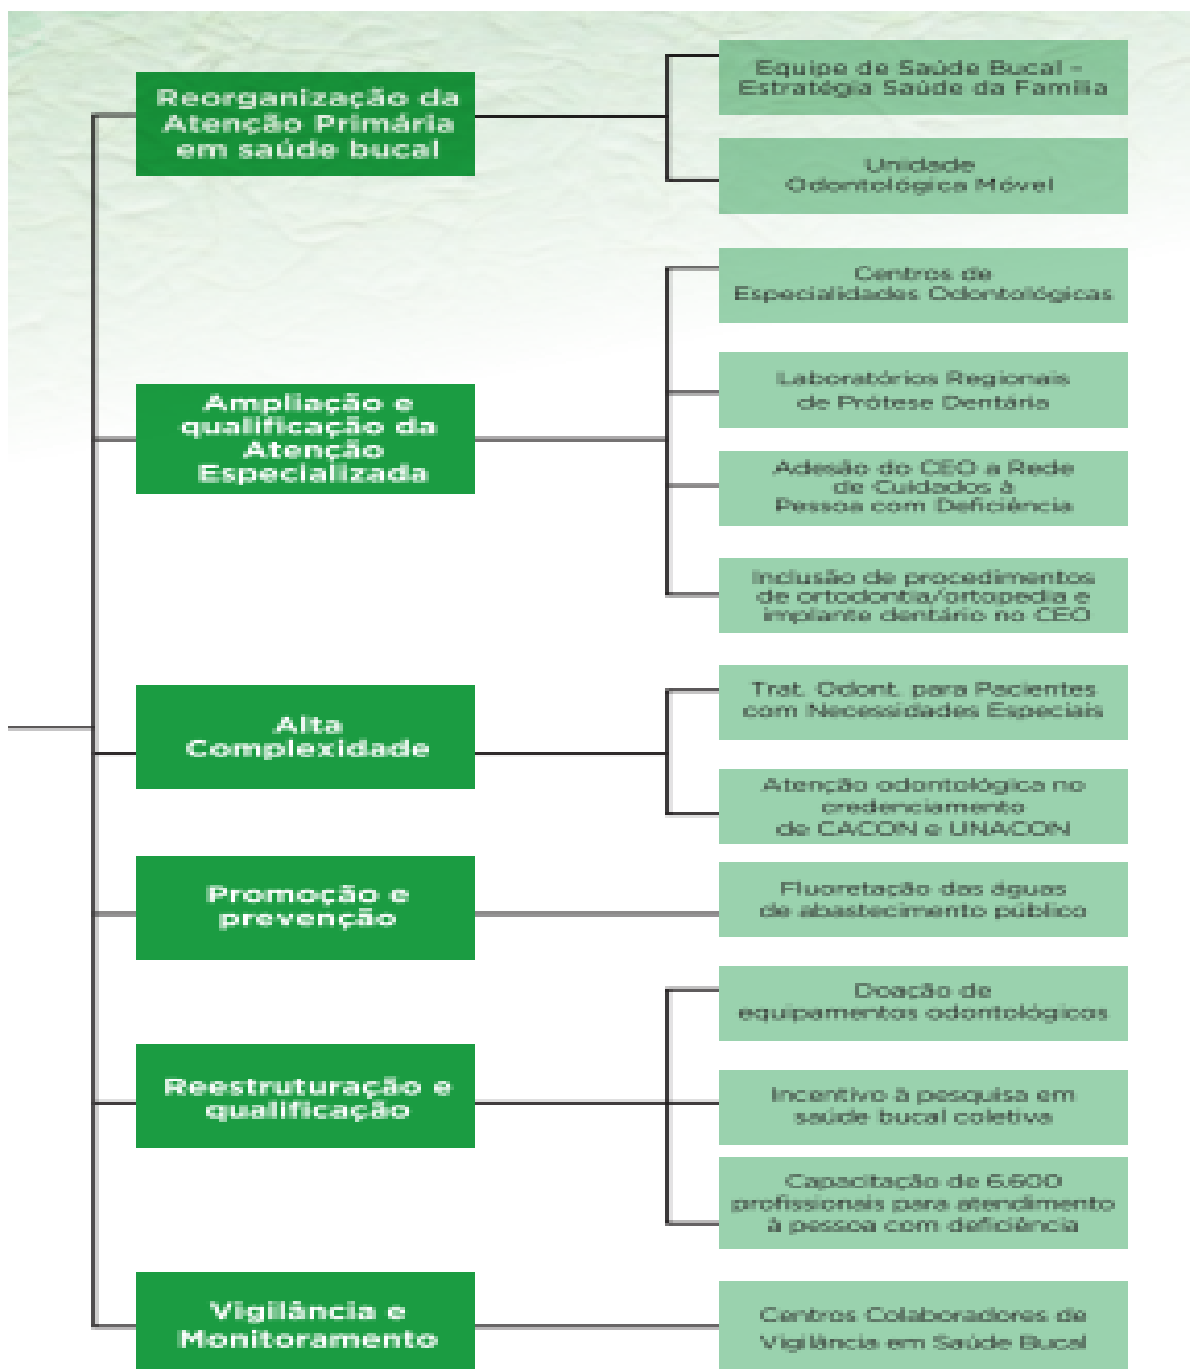 Reorganização da
Atenção Primária
em saúde bucal
Equipe de Saúde Bucal –
Estratégia Saúde da Família
Unidade
Odontológica Móvel
Ampliação e
qualificação da
Atenção
Especializada
Centros de
Especialidades Odontológicas
Laboratórios Regionais
de Prótese Dentária
Adesão do CEO a Rede
de Cuidados à
Pessoa com Deficiência
Inclusão de procedimentos
de ortodontia/ortopedia e
implante dentário no CEO
Alta
Complexidade
Trat. Odont. para Pacientes
com Necessidades Especiais
Atenção odontológica no
credenciamento
de CACON e UNACON
Promoção e
prevenção
Fluoretação das águas
de abastecimento público
Reestruturação e
qualificação
Doação de
equipamentos odontológicos
Incentivo à pesquisa em
saúde bucal coletiva
Capacitação de 6.600
profissionais para atendimento
à pessoa com deficiência
Vigilância e
Monitoramento
Centros Colaboradores de
Vigilância em Saúde Bucal